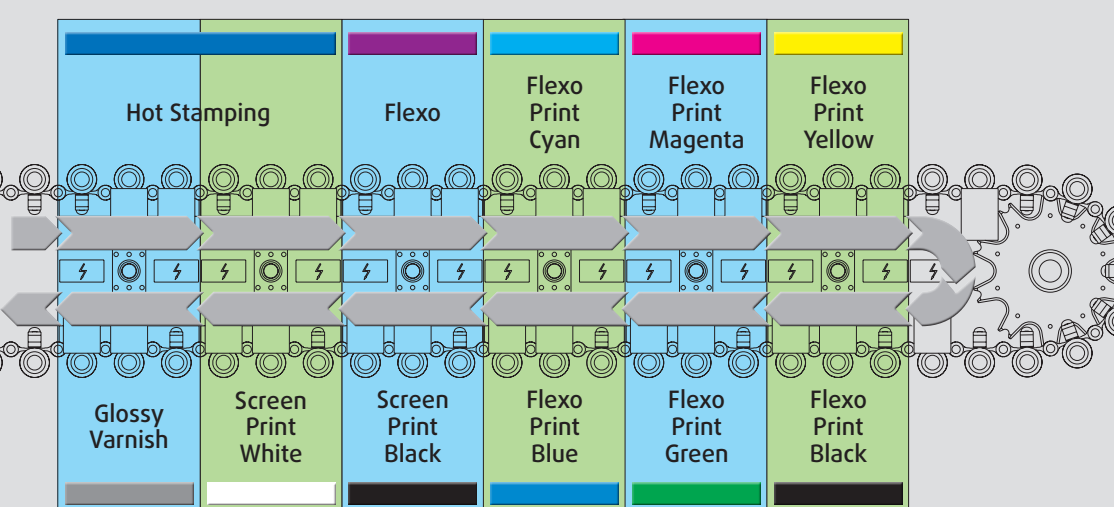 Hot Stamping
Flexo
Flexo
Print
Cyan
Flexo
Print
Magenta
Flexo
Print
Yellow
Glossy
Varnish
Screen
Print
White
Screen
Print
Black
Flexo
Print
Blue
Flexo
Print
Green
Flexo
Print
Black